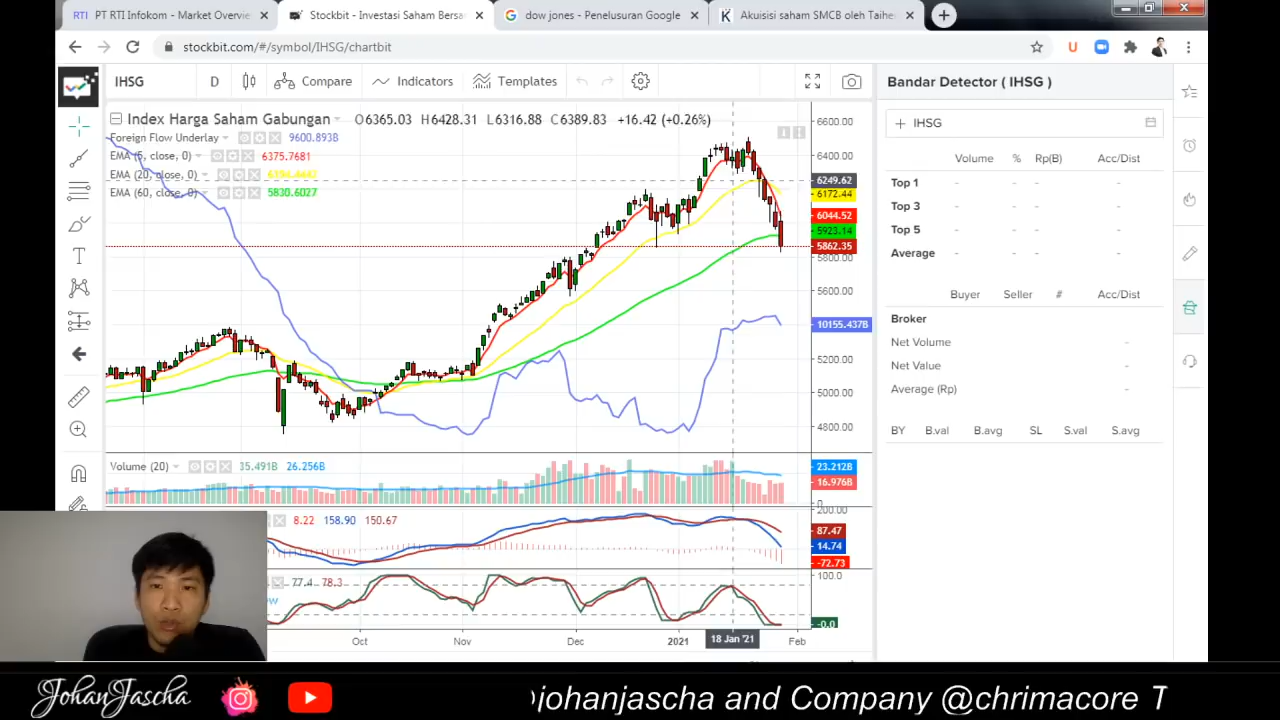 RTI PT RTI Infokom - Market Overvie
Stockbit - Investasi Saham Bersa
dow jones - Penelusuran Google
Akuisisi saham SMCB oleh Taihe
stockbit.com/#/symbol/IHSG/chartbit
IHSG D Compare Indicators Templates
Index Harga Saham Gabungan O6365.03 H6428.31 L6316.88 C6389.83 +16.42 (+0.26%)
Foreign Flow Underlay 9600.893B
EMA (5, close, 0) 6375.7681
EMA (20, close, 0)
EMA (60, close, 0) 5830.6027
6600.00
6400.00
6249.62
6172.44
6044.52
5923.14
5862.35
5800.00
5600.00
10155.437B
5200.00
5000.00
4800.00
Volume (20) 35.491B 26.256B
23.212B
16.976B
0
8.22 158.90 150.67
200.00
87.47
14.74
-72.73
77.4 78.3
100.0
ow
-0.0
Oct Nov Dec 2021 18 Jan '21 Feb
Bandar Detector ( IHSG )
+ IHSG
Volume % Rp(B) Acc/Dist
Top 1 - - - -
Top 3 - - - -
Top 5 - - - -
Average - - - -
Buyer Seller # Acc/Dist
Broker
Net Volume -
Net Value -
Average (Rp) -
BY B.val B.avg SL S.val S.avg
JohanJascha
johanjascha and Company @chrimacore T